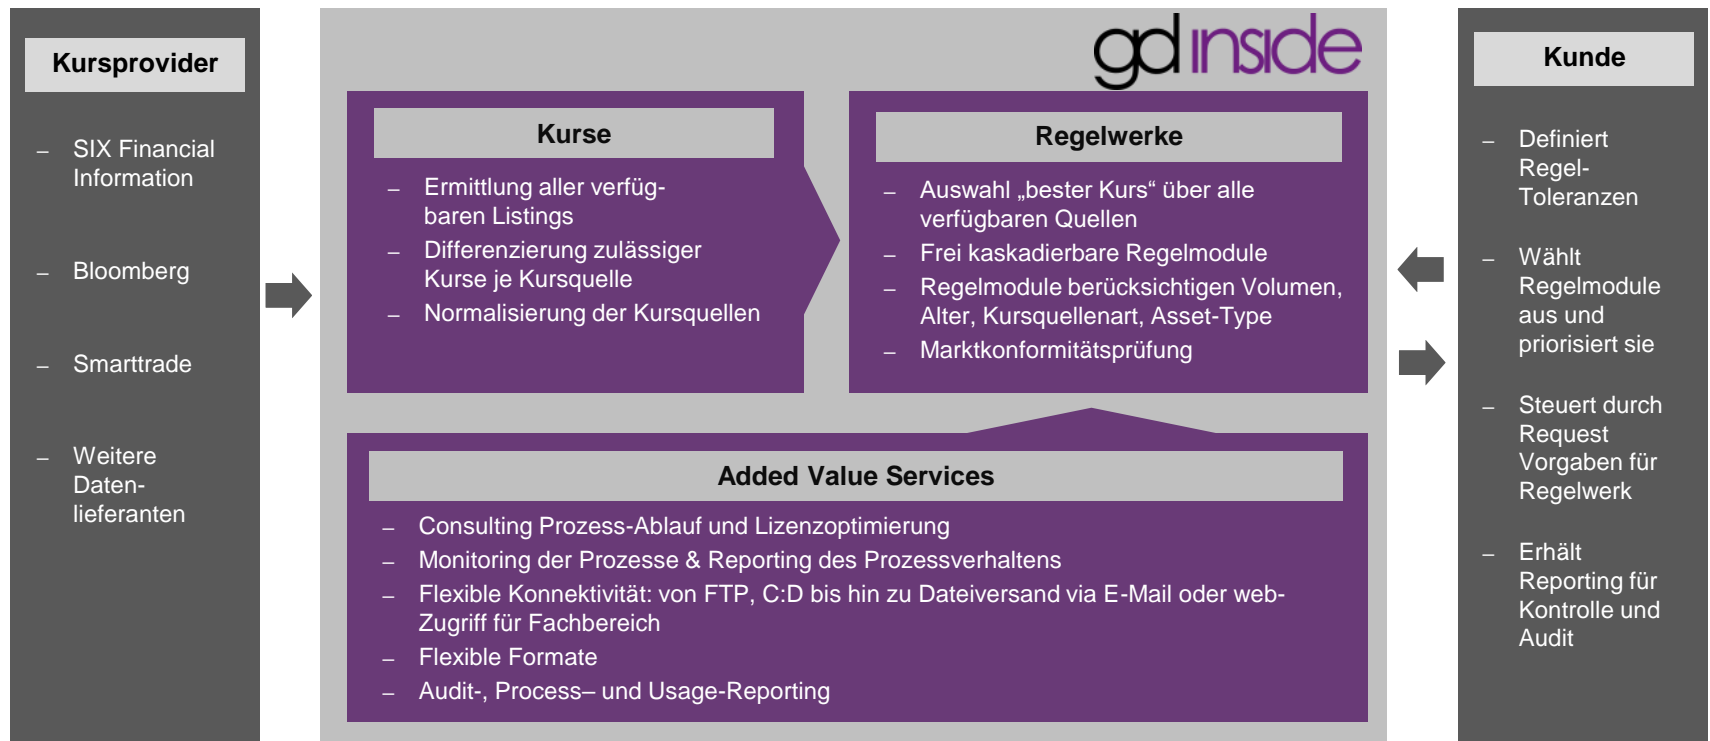 Kursprovider
– SIX Financial
Information
– Bloomberg
– Smarttrade
– Weitere
Daten-
lieferanten
gd inside
Kurse
– Ermittlung aller verfüg-
baren Listings
– Differenzierung zulässiger
Kurse je Kursquelle
– Normalisierung der Kursquellen
Regelwerke
– Auswahl „bester Kurs“ über alle
verfügbaren Quellen
– Frei kaskadierbare Regelmodule
– Regelmodule berücksichtigen Volumen,
Alter, Kursquellenart, Asset-Type
– Marktkonformitätsprüfung
Added Value Services
– Consulting Prozess-Ablauf und Lizenzoptimierung
– Monitoring der Prozesse & Reporting des Prozessverhaltens
– Flexible Konnektivität: von FTP, C:D bis hin zu Dateiversand via E-Mail oder web-
Zugriff für Fachbereich
– Flexible Formate
– Audit-, Process– und Usage-Reporting
Kunde
– Definiert
Regel-
Toleranzen
– Wählt
Regelmodule
aus und
priorisiert sie
– Steuert durch
Request
Vorgaben für
Regelwerk
– Erhält
Reporting für
Kontrolle und
Audit